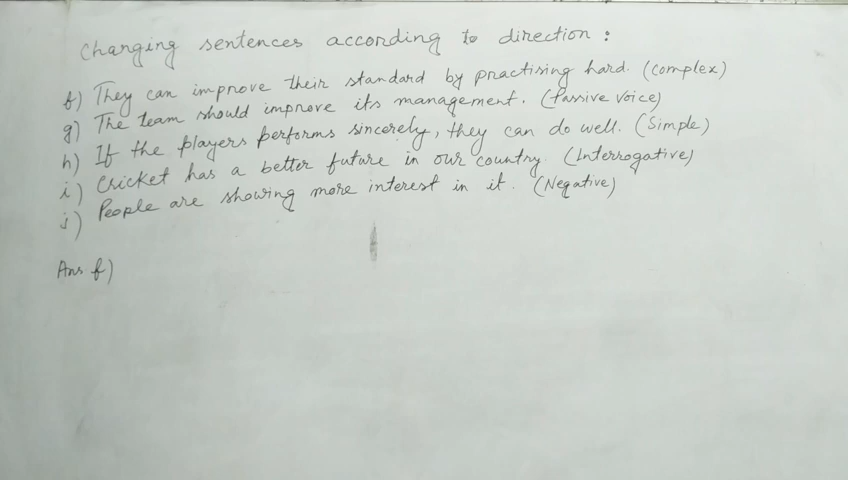 Changing sentences according to direction :
f) They can improve their standard by practising hard. (Complex)
g) The team should improve its management. (Passive Voice)
h) If the players performs sincerely, they can do well. (Simple)
i) Cricket has a better future in our country. (Interrogative)
j) People are showing more interest in it. (Negative)
Ans f)